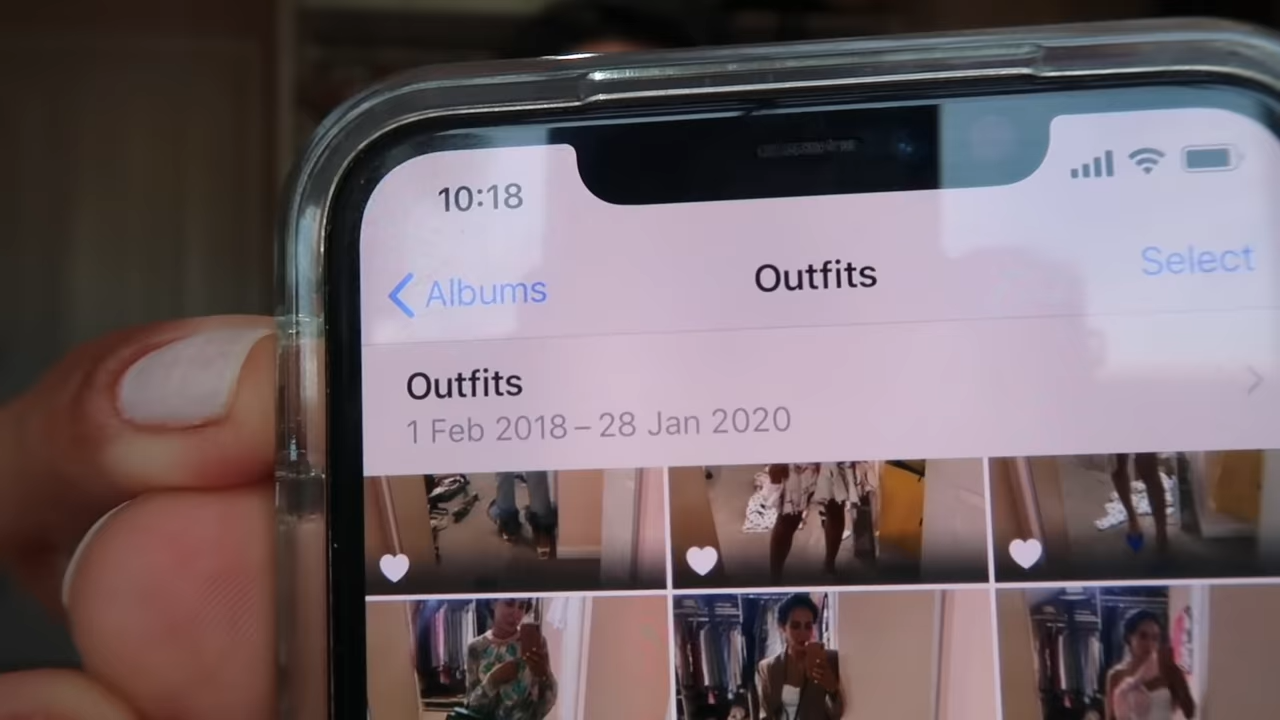 10:18
Albums
Outfits
Select
Outfits
1 Feb 2018 – 28 Jan 2020